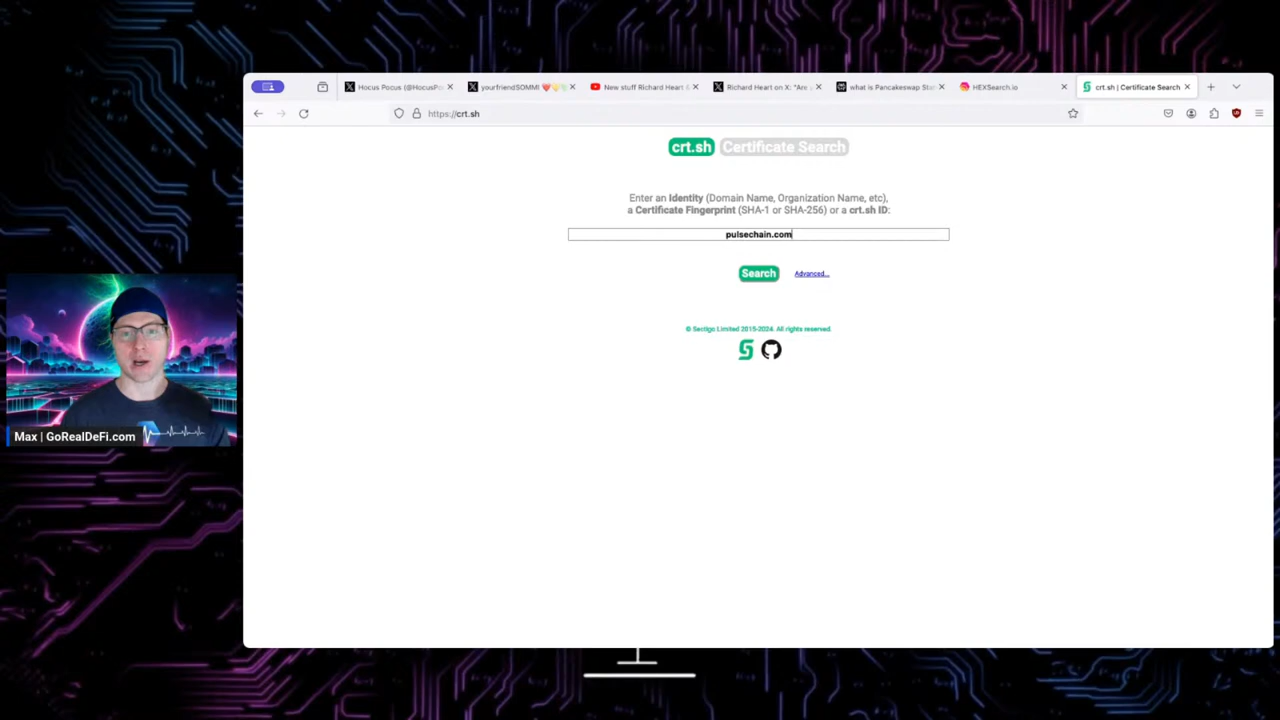 Hocus Pocus (@HocusPo
yourfriendSOMMI
New stuff Richard Heart &
Richard Heart on X: "Are
what is Pancakeswap Sta
HEXSearch.io
crt.sh | Certificate Search
https://crt.sh
crt.sh Certificate Search
Enter an Identity (Domain Name, Organization Name, etc),
a Certificate Fingerprint (SHA-1 or SHA-256) or a crt.sh ID:
pulsechain.com
Search Advanced...
© Sectigo Limited 2015-2024. All rights reserved.
Max | GoRealDeFi.com